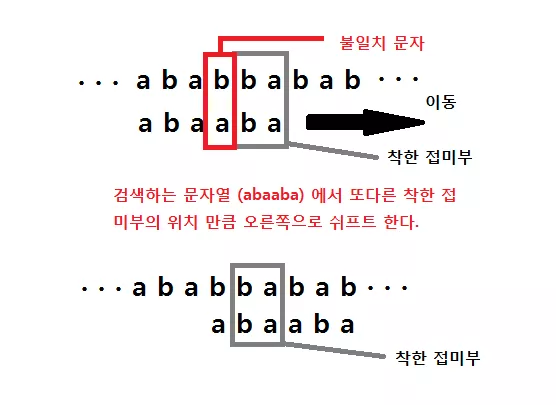 불일치 문자
··· a b a b b a b a b ···
이동
a b a a b a
착한 접미부
검색하는 문자열 (abaaba) 에서 또다른 착한 접
미부의 위치 만큼 오른쪽으로 쉬프트 한다.
··· a b a b b a b a b ···
a b a a b a
착한 접미부